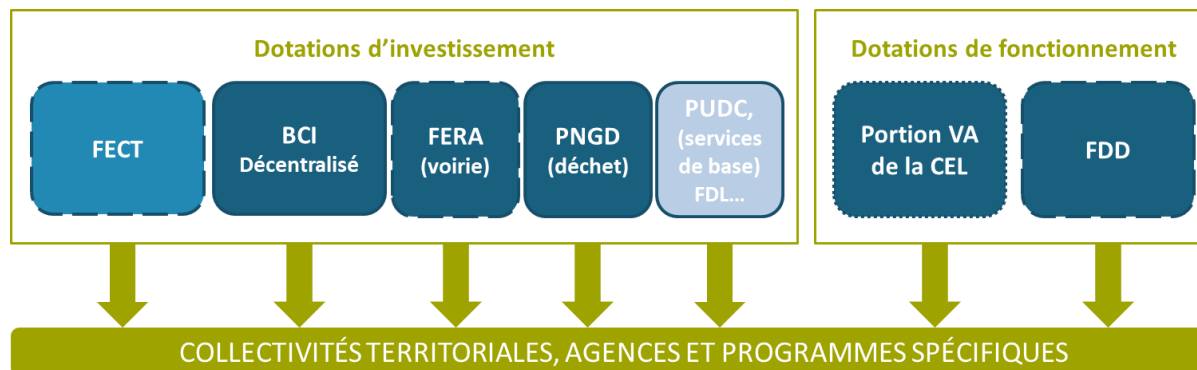 Dotations d'investissement
FECT
BCI
Décentralisé
FERA
(voirie)
PNGD
(déchet)
PUDC,
(services
de base)
FDL...
Dotations de fonctionnement
Portion VA
de la CEL
FDD
COLLECTIVITÉS TERRITORIALES, AGENCES ET PROGRAMMES SPÉCIFIQUES